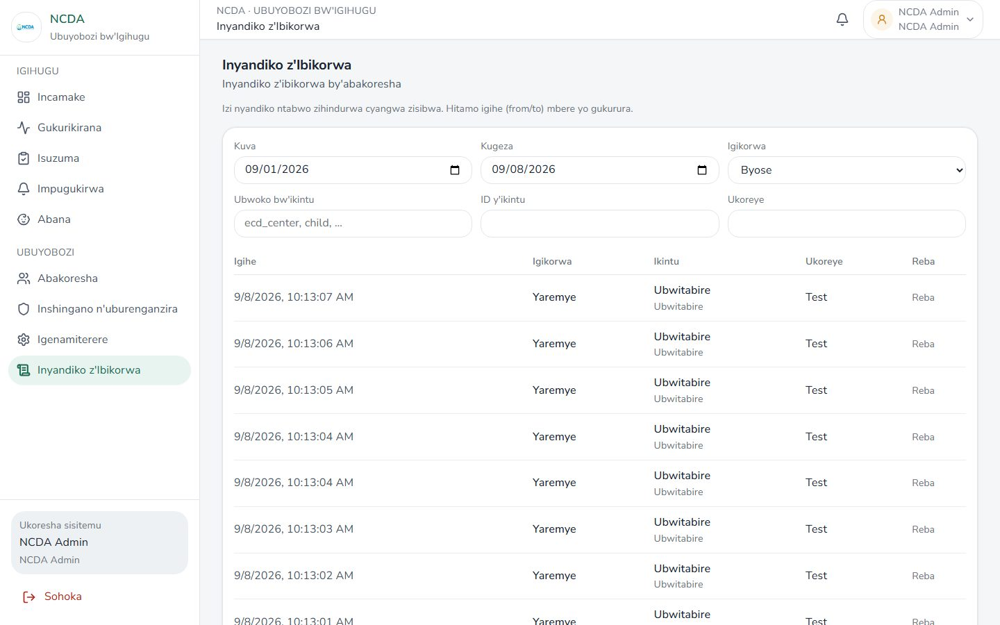 NCDA
NCDA
Ubuyobozi bw'Igihugu
IGIHUGU
Incamake
Gukurikirana
Isuzuma
Impugukirwa
Abana
UBUYOBOZI
Abakoresha
Inshingano n'uburenganzira
Igenamiterere
Inyandiko z'Ibikorwa
Ukoresha sisitemu
NCDA Admin
NCDA Admin
Sohoka
NCDA · UBUYOBOZI BW'IGIHUGU
Inyandiko z'Ibikorwa
NCDA Admin
NCDA Admin
Inyandiko z'Ibikorwa
Inyandiko z'ibikorwa by'abakoresha
Izi nyandiko ntabwo zihindurwa cyangwa zisibwa. Hitamo igihe (from/to) mbere yo gukurura.
Kuva Kugeza Igikorwa
09/01/2026 09/08/2026 Byose
Ubwoko bw'ikintu ID y'ikintu Ukoreye
ecd_center, child, ...
Igihe Igikorwa Ikintu Ukoreye Reba
9/8/2026, 10:13:07 AM Yaremye Ubwitabire Test Reba
Ubwitabire
9/8/2026, 10:13:06 AM Yaremye Ubwitabire Test Reba
Ubwitabire
9/8/2026, 10:13:05 AM Yaremye Ubwitabire Test Reba
Ubwitabire
9/8/2026, 10:13:04 AM Yaremye Ubwitabire Test Reba
Ubwitabire
9/8/2026, 10:13:04 AM Yaremye Ubwitabire Test Reba
Ubwitabire
9/8/2026, 10:13:03 AM Yaremye Ubwitabire Test Reba
Ubwitabire
9/8/2026, 10:13:02 AM Yaremye Ubwitabire Test Reba
Ubwitabire
9/8/2026, 10:13:01 AM Yaremye Ubwitabire Test Reba